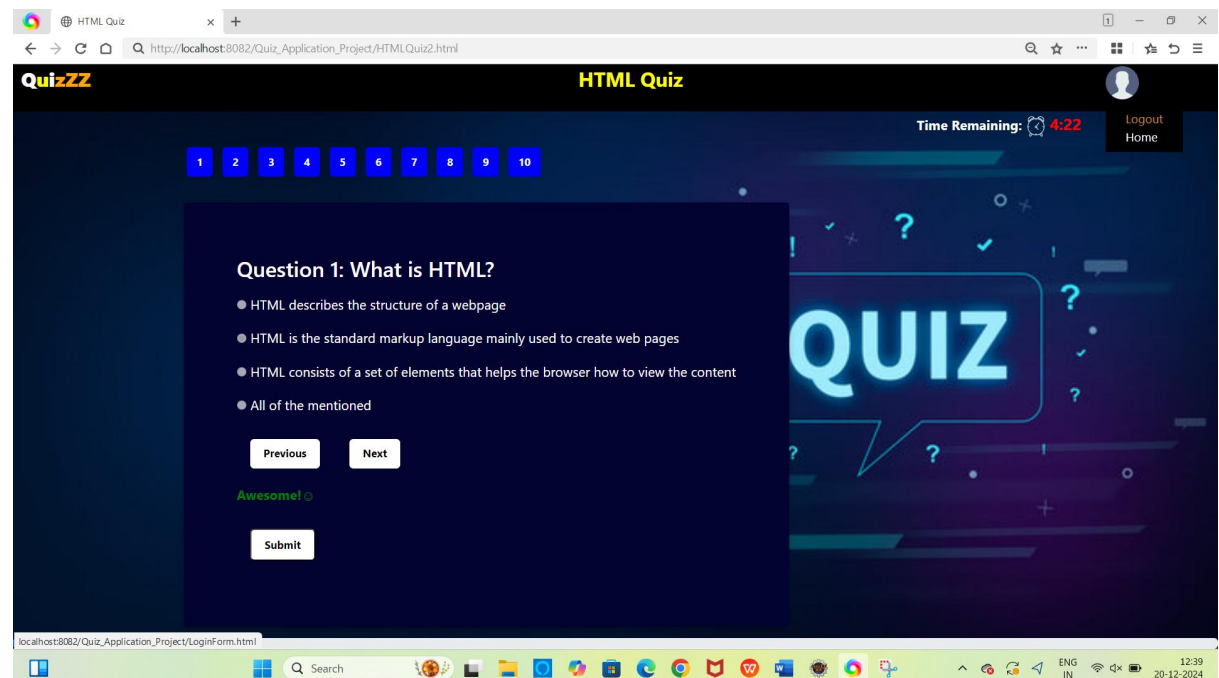 HTML Quiz
1
http://localhost:8082/Quiz_Application_Project/HTMLQuiz2.html
QuizZZ
HTML Quiz
Time Remaining: 4:22
Logout
Home
1 2 3 4 5 6 7 8 9 10
Question 1: What is HTML?
HTML describes the structure of a webpage
HTML is the standard markup language mainly used to create web pages
HTML consists of a set of elements that helps the browser how to view the content
All of the mentioned
Previous Next
Awesome!☺
Submit
QUIZ
localhost:8082/Quiz_Application_Project/LoginForm.html
Search
ENG
IN
12:39
20-12-2024